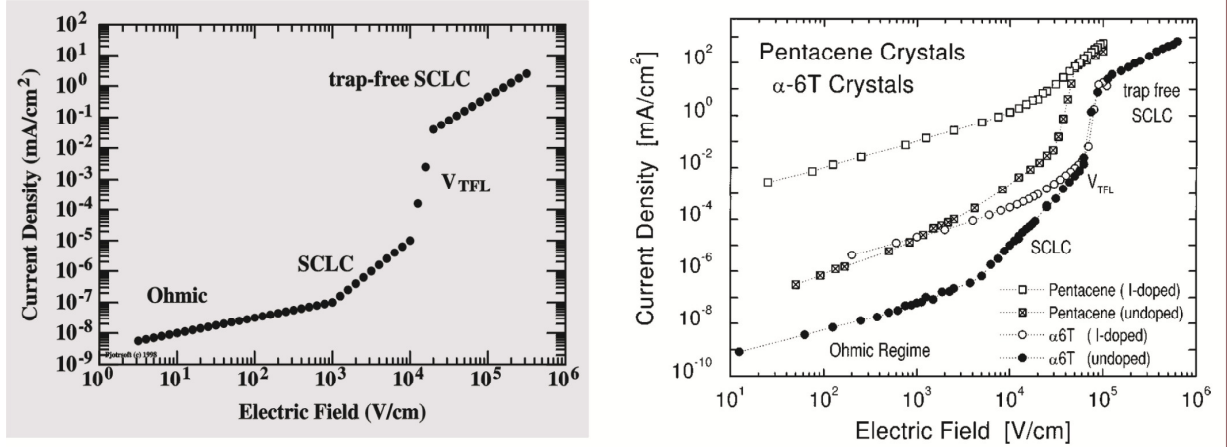 10^2
10^1
10^0
10^-1
10^-2
10^-3
10^-4
10^-5
10^-6
10^-7
10^-8
10^-9
Current Density (mA/cm^2)
trap-free SCLC
V_TFL
SCLC
Ohmic
Pjotrsoft (c) 1998
10^0 10^1 10^2 10^3 10^4 10^5 10^6
Electric Field (V/cm)
10^2
10^0
10^-2
10^-4
10^-6
10^-8
10^-10
Current Density [mA/cm^2]
Pentacene Crystals
α-6T Crystals
trap free
SCLC
V_TFL
SCLC
Ohmic Regime
Pentacene ( I-doped)
Pentacene (undoped)
α6T ( I-doped)
α6T (undoped)
10^1 10^2 10^3 10^4 10^5 10^6
Electric Field [V/cm]